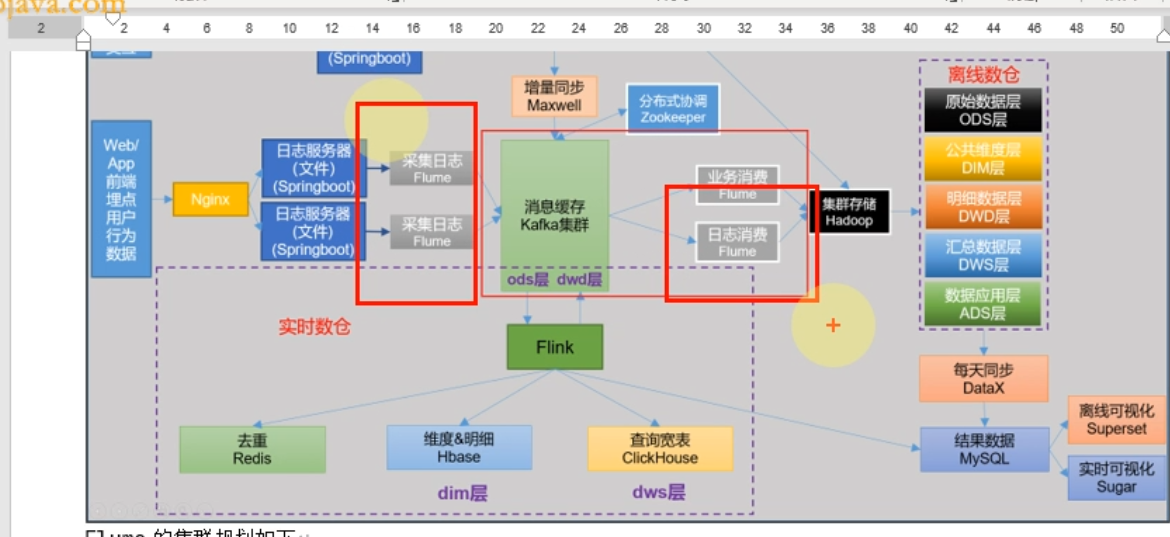 ojava.com
2 2 4 6 8 10 12 14 16 18 20 22 24 26 28 30 32 34 36 38 40 42 44 46 48 50
(Springboot)
增量同步
Maxwell
分布式协调
Zookeeper
离线数仓
原始数据层
ODS层
公共维度层
DIM层
明细数据层
DWD层
汇总数据层
DWS层
数据应用层
ADS层
Web/
App
前端
埋点
用户
行为
数据
Nginx
日志服务器
(文件)
(Springboot)
日志服务器
(文件)
(Springboot)
采集日志
Flume
采集日志
Flume
消息缓存
Kafka集群
ods层 dwd层
业务消费
Flume
日志消费
Flume
集群存储
Hadoop
实时数仓
Flink
每天同步
DataX
去重
Redis
维度&明细
Hbase
查询宽表
ClickHouse
结果数据
MySQL
离线可视化
Superset
实时可视化
Sugar
dim层
dws层
Flume 的集群规划如下